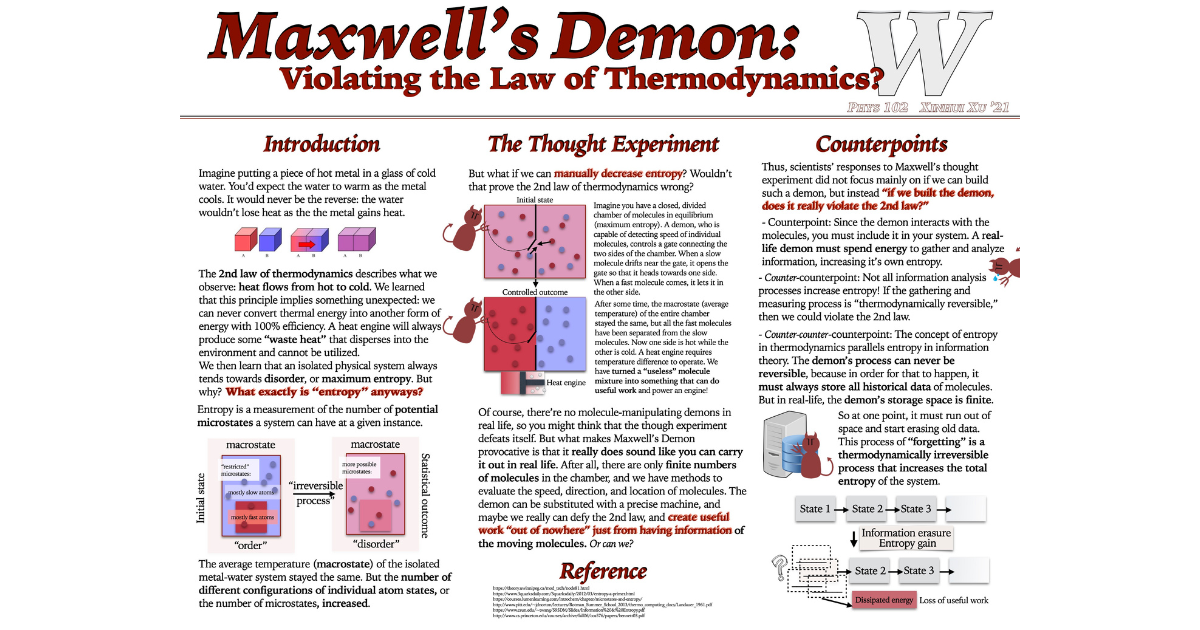 Maxwell's Demon:
Violating the Law of Thermodynamics?
W
PHYS 102 XINHUI XU '21
Introduction
Imagine putting a piece of hot metal in a glass of cold
water. You'd expect the water to warm as the metal
cools. It would never be the reverse: the water
wouldn't lose heat as the the metal gains heat.
A B A B A B
The 2nd law of thermodynamics describes what we
observe: heat flows from hot to cold. We learned
that this principle implies something unexpected: we
can never convert thermal energy into another form of
energy with 100% efficiency. A heat engine will always
produce some "waste heat" that disperses into the
environment and cannot be utilized.
We then learn that an isolated physical system always
tends towards disorder, or maximum entropy. But
why? What exactly is "entropy" anyways?
Entropy is a measurement of the number of potential
microstates a system can have at a given instance.
macrostate
macrostate
Initial state
"restricted"
microstates:
mostly slow atoms
mostly fast atoms
"order"
"irreversible
process"
more possible
microstates:
"disorder"
Statistical outcome
The average temperature (macrostate) of the isolated
metal-water system stayed the same. But the number of
different configurations of individual atom states, or
the number of microstates, increased.
The Thought Experiment
But what if we can manually decrease entropy? Wouldn't
that prove the 2nd law of thermodynamics wrong?
Initial state
Controlled outcome
Heat engine
Imagine you have a closed, divided
chamber of molecules in equilibrium
(maximum entropy). A demon, who is
capable of detecting speed of individual
molecules, controls a gate connecting the
two sides of the chamber. When a slow
molecule drifts near the gate, it opens the
gate so that it heads towards one side.
When a fast molecule comes, it lets it in
the other side.
After some time, the macrostate (average
temperature) of the entire chamber
stayed the same, but all the fast molecules
have been separated from the slow
molecules. Now one side is hot while the
other is cold. A heat engine requires
temperature difference to operate. We
have turned a "useless" molecule
mixture into something that can do
useful work and power an engine!
Of course, there're no molecule-manipulating demons in
real life, so you might think that the though experiment
defeats itself. But what makes Maxwell's Demon
provocative is that it really does sound like you can carry
it out in real life. After all, there are only finite numbers
of molecules in the chamber, and we have methods to
evaluate the speed, direction, and location of molecules. The
demon can be substituted with a precise machine, and
maybe we really can defy the 2nd law, and create useful
work "out of nowhere" just from having information of
the moving molecules. Or can we?
Reference
Counterpoints
Thus, scientists' responses to Maxwell's thought
experiment did not focus mainly on if we can build
such a demon, but instead "if we built the demon,
does it really violate the 2nd law?"
- Counterpoint: Since the demon interacts with the
molecules, you must include it in your system. A real-
life demon must spend energy to gather and analyze
information, increasing it's own entropy.
- Counter-counterpoint: Not all information analysis
processes increase entropy! If the gathering and
measuring process is "thermodynamically reversible,"
then we could violate the 2nd law.
- Counter-counter-counterpoint: The concept of entropy
in thermodynamics parallels entropy in information
theory. The demon's process can never be
reversible, because in order for that to happen, it
must always store all historical data of molecules.
But in real-life, the demon's storage space is finite.
So at one point, it must run out of
space and start erasing old data.
This process of "forgetting" is a
thermodynamically irreversible
process that increases the total
entropy of the system.
State 1 State 2 State 3
Information erasure
Entropy gain
?
State 2 State 3
Dissipated energy Loss of useful work